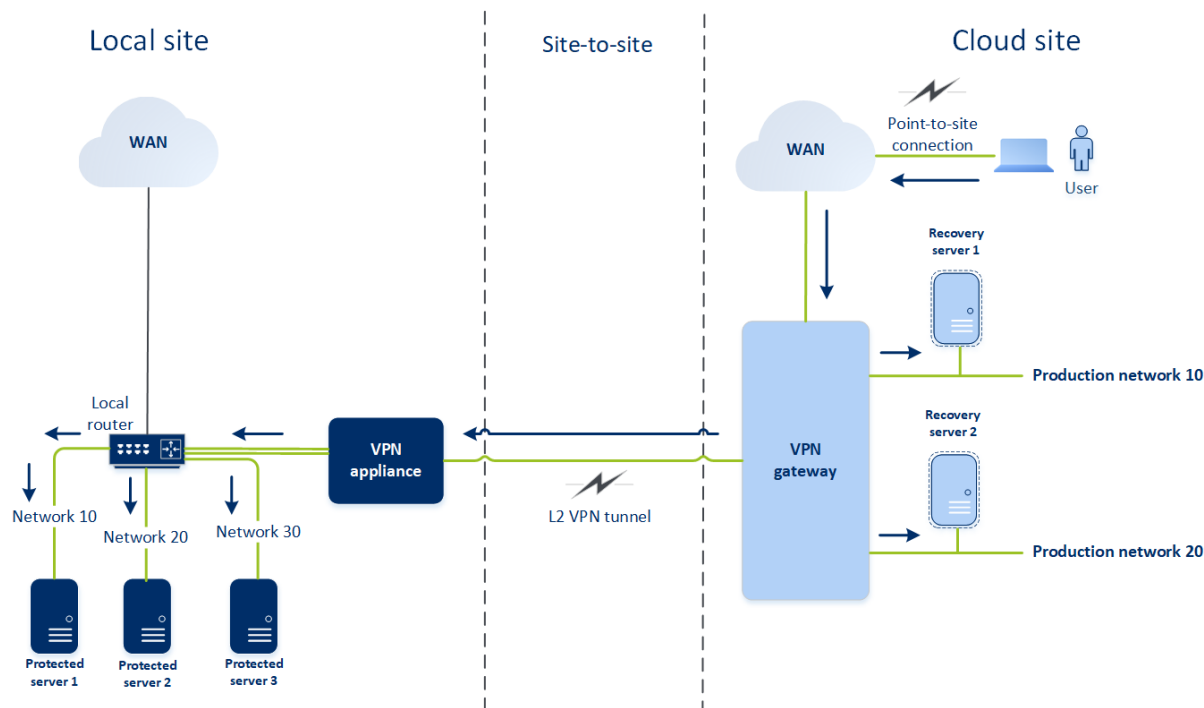 Local site
Site-to-site
Cloud site
WAN
WAN
Point-to-site
connection
User
Recovery
server 1
Production network 10
Local
router
VPN
appliance
L2 VPN tunnel
VPN
gateway
Recovery
server 2
Production network 20
Network 10
Network 20
Network 30
Protected
server 1
Protected
server 2
Protected
server 3